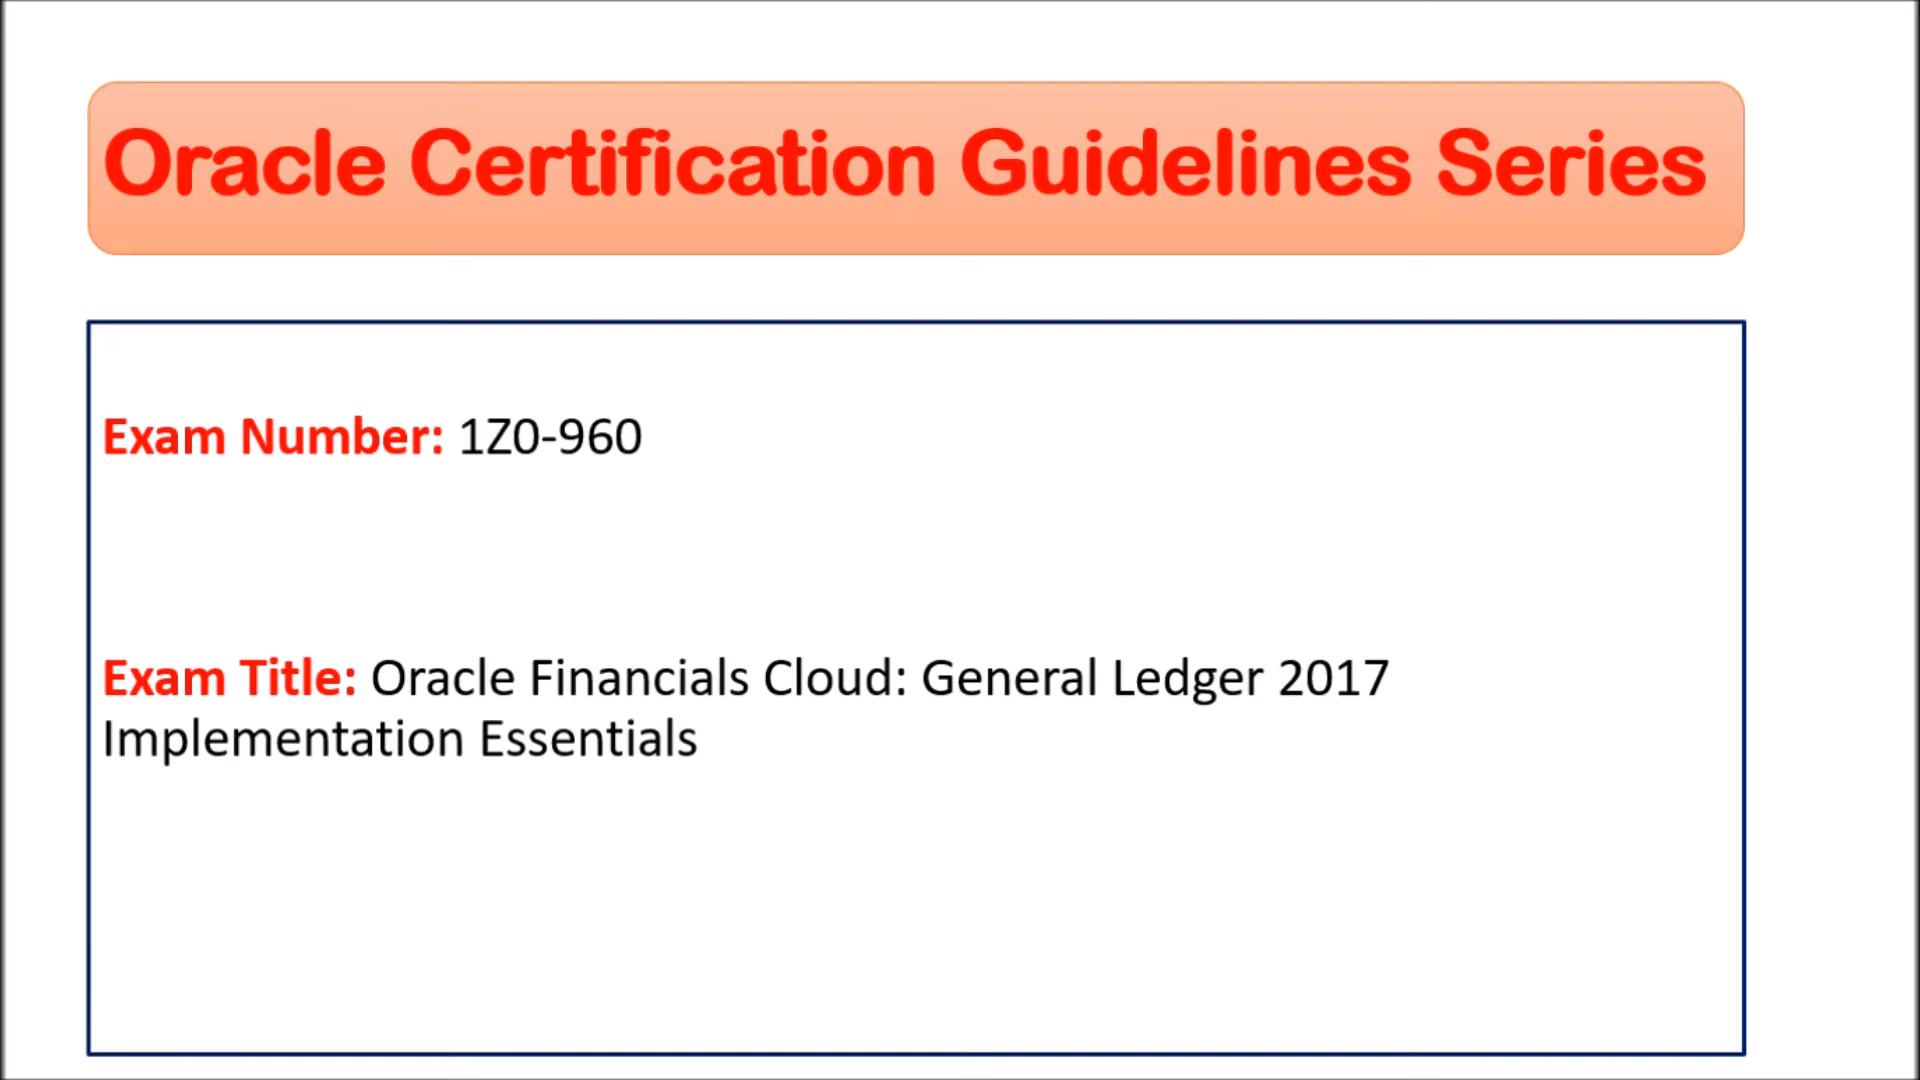 Oracle Certification Guidelines Series
Exam Number: 1Z0-960
Exam Title: Oracle Financials Cloud: General Ledger 2017
Implementation Essentials